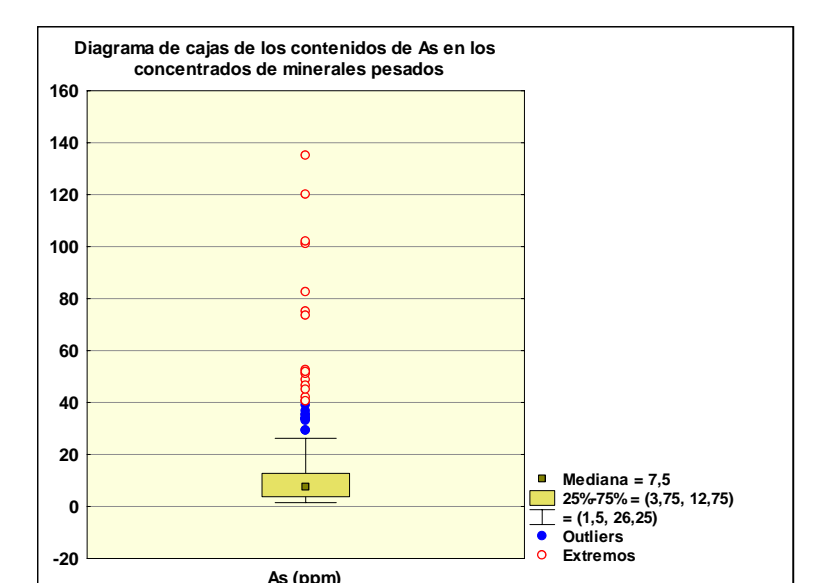 Diagrama de cajas de los contenidos de As en los
concentrados de minerales pesados
160
140
120
100
80
60
40
20
0
-20
As (ppm)
Mediana = 7,5
25%-75% = (3,75, 12,75)
= (1,5, 26,25)
Outliers
Extremos